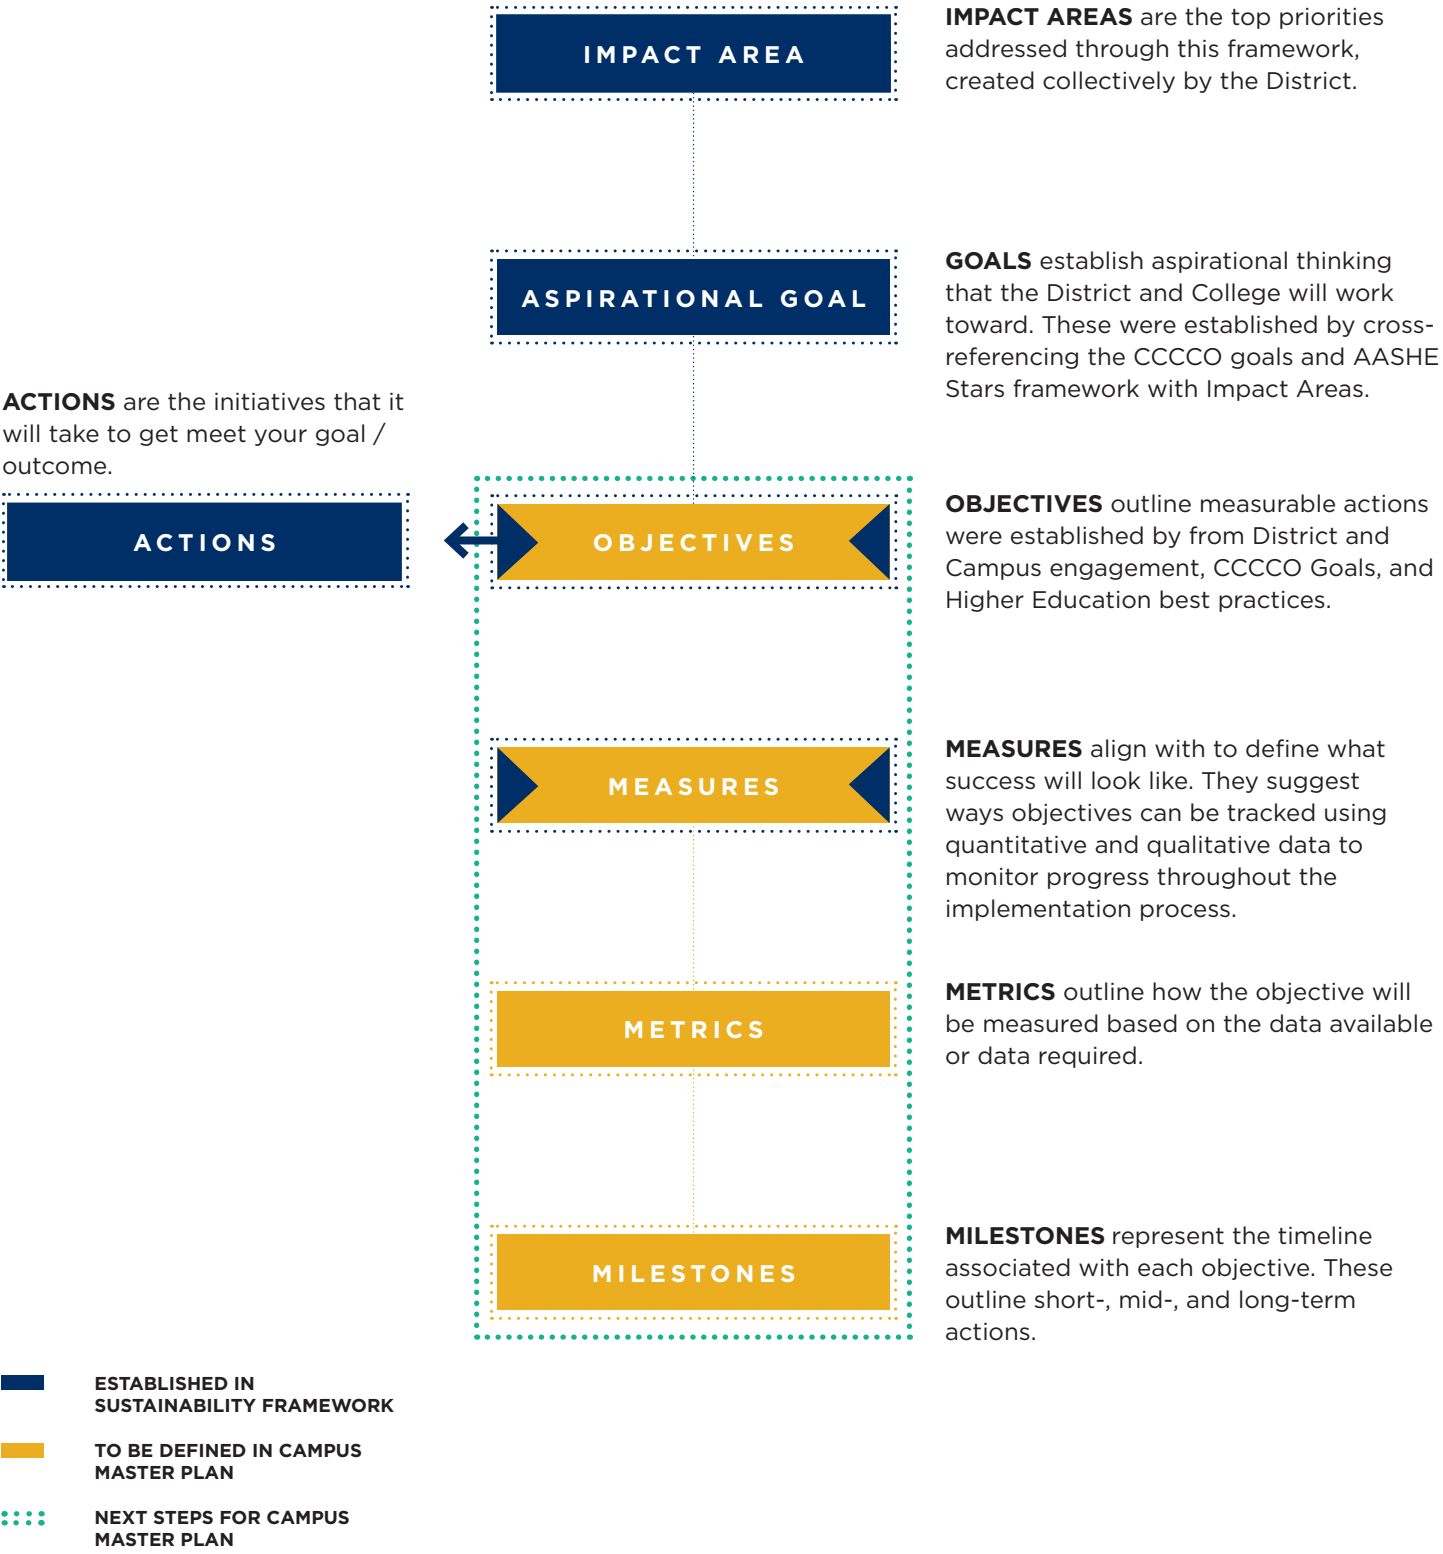 IMPACT AREA
IMPACT AREAS are the top priorities
addressed through this framework,
created collectively by the District.
ASPIRATIONAL GOAL
GOALS establish aspirational thinking
that the District and College will work
toward. These were established by cross-
referencing the CCCCO goals and AASHE
Stars framework with Impact Areas.
ACTIONS are the initiatives that it
will take to get meet your goal /
outcome.
ACTIONS
OBJECTIVES
OBJECTIVES outline measurable actions
were established by from District and
Campus engagement, CCCCO Goals, and
Higher Education best practices.
MEASURES
MEASURES align with to define what
success will look like. They suggest
ways objectives can be tracked using
quantitative and qualitative data to
monitor progress throughout the
implementation process.
METRICS
METRICS outline how the objective will
be measured based on the data available
or data required.
MILESTONES
MILESTONES represent the timeline
associated with each objective. These
outline short-, mid-, and long-term
actions.
ESTABLISHED IN
SUSTAINABILITY FRAMEWORK
TO BE DEFINED IN CAMPUS
MASTER PLAN
NEXT STEPS FOR CAMPUS
MASTER PLAN